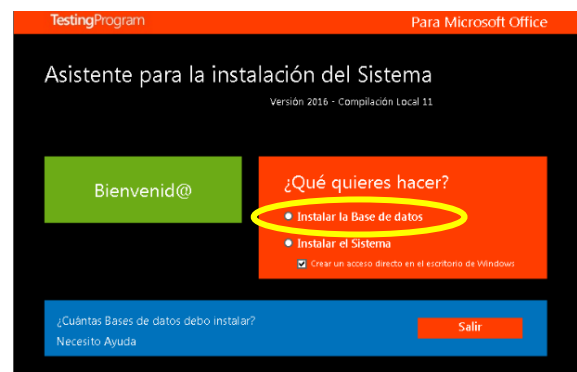 TestingProgram
Para Microsoft Office
Asistente para la instalación del Sistema
Versión 2016 - Compilación Local 11
Bienvenid@
¿Qué quieres hacer?
Instalar la Base de datos
Instalar el Sistema
Crear un acceso directo en el escritorio de Windows
¿Cuántas Bases de datos debo instalar?
Necesito Ayuda
Salir